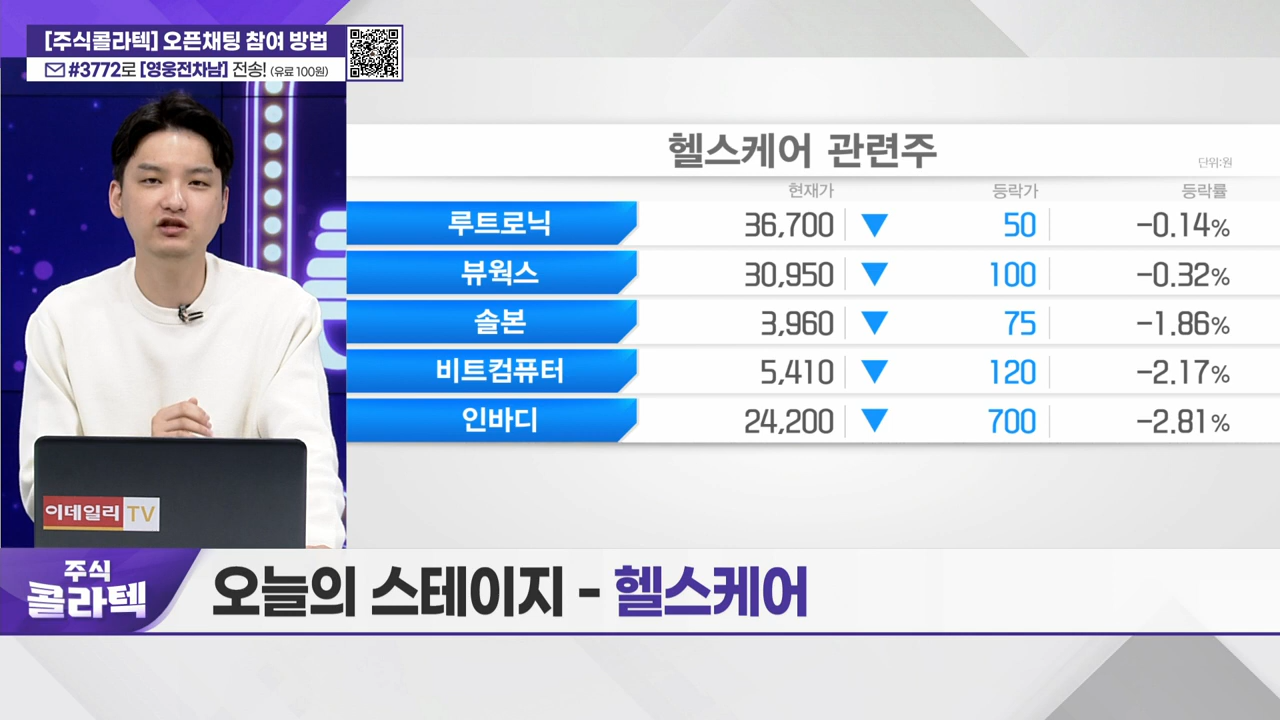 [주식콜라텍] 오픈채팅 참여 방법
#3772로 [영웅전차남] 전송! (유료 100원)
헬스케어 관련주
단위:원
현재가 등락가 등락률
루트로닉 36,700 ▼ 50 -0.14%
뷰웍스 30,950 ▼ 100 -0.32%
솔본 3,960 ▼ 75 -1.86%
비트컴퓨터 5,410 ▼ 120 -2.17%
인바디 24,200 ▼ 700 -2.81%
이데일리 TV
주식
콜라텍
오늘의 스테이지 - 헬스케어